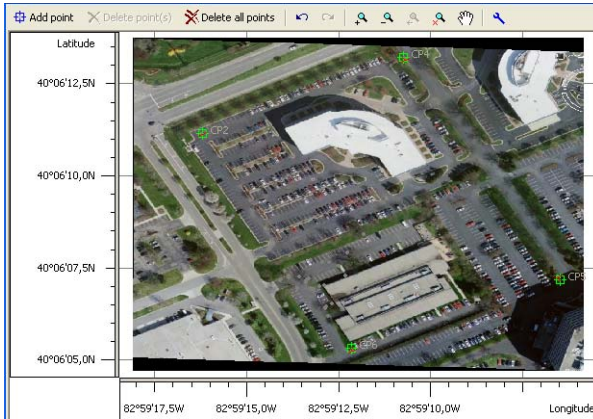 Add point Delete point(s) Delete all points
Latitude
40°06'12,5N
40°06'10,0N
40°06'07,5N
40°06'05,0N
CP4
CP2
CP5
CP6
82°59'17,5W 82°59'15,0W 82°59'12,5W 82°59'10,0W Longitude